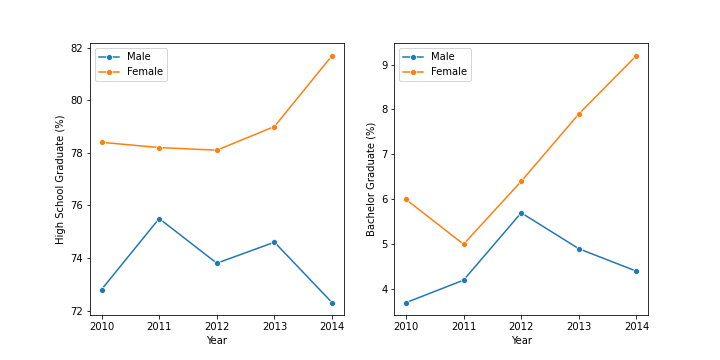 Male
Female
High School Graduate (%)
82
80
78
76
74
72
2010 2011 2012 2013 2014
Year
Male
Female
Bachelor Graduate (%)
9
8
7
6
5
4
2010 2011 2012 2013 2014
Year